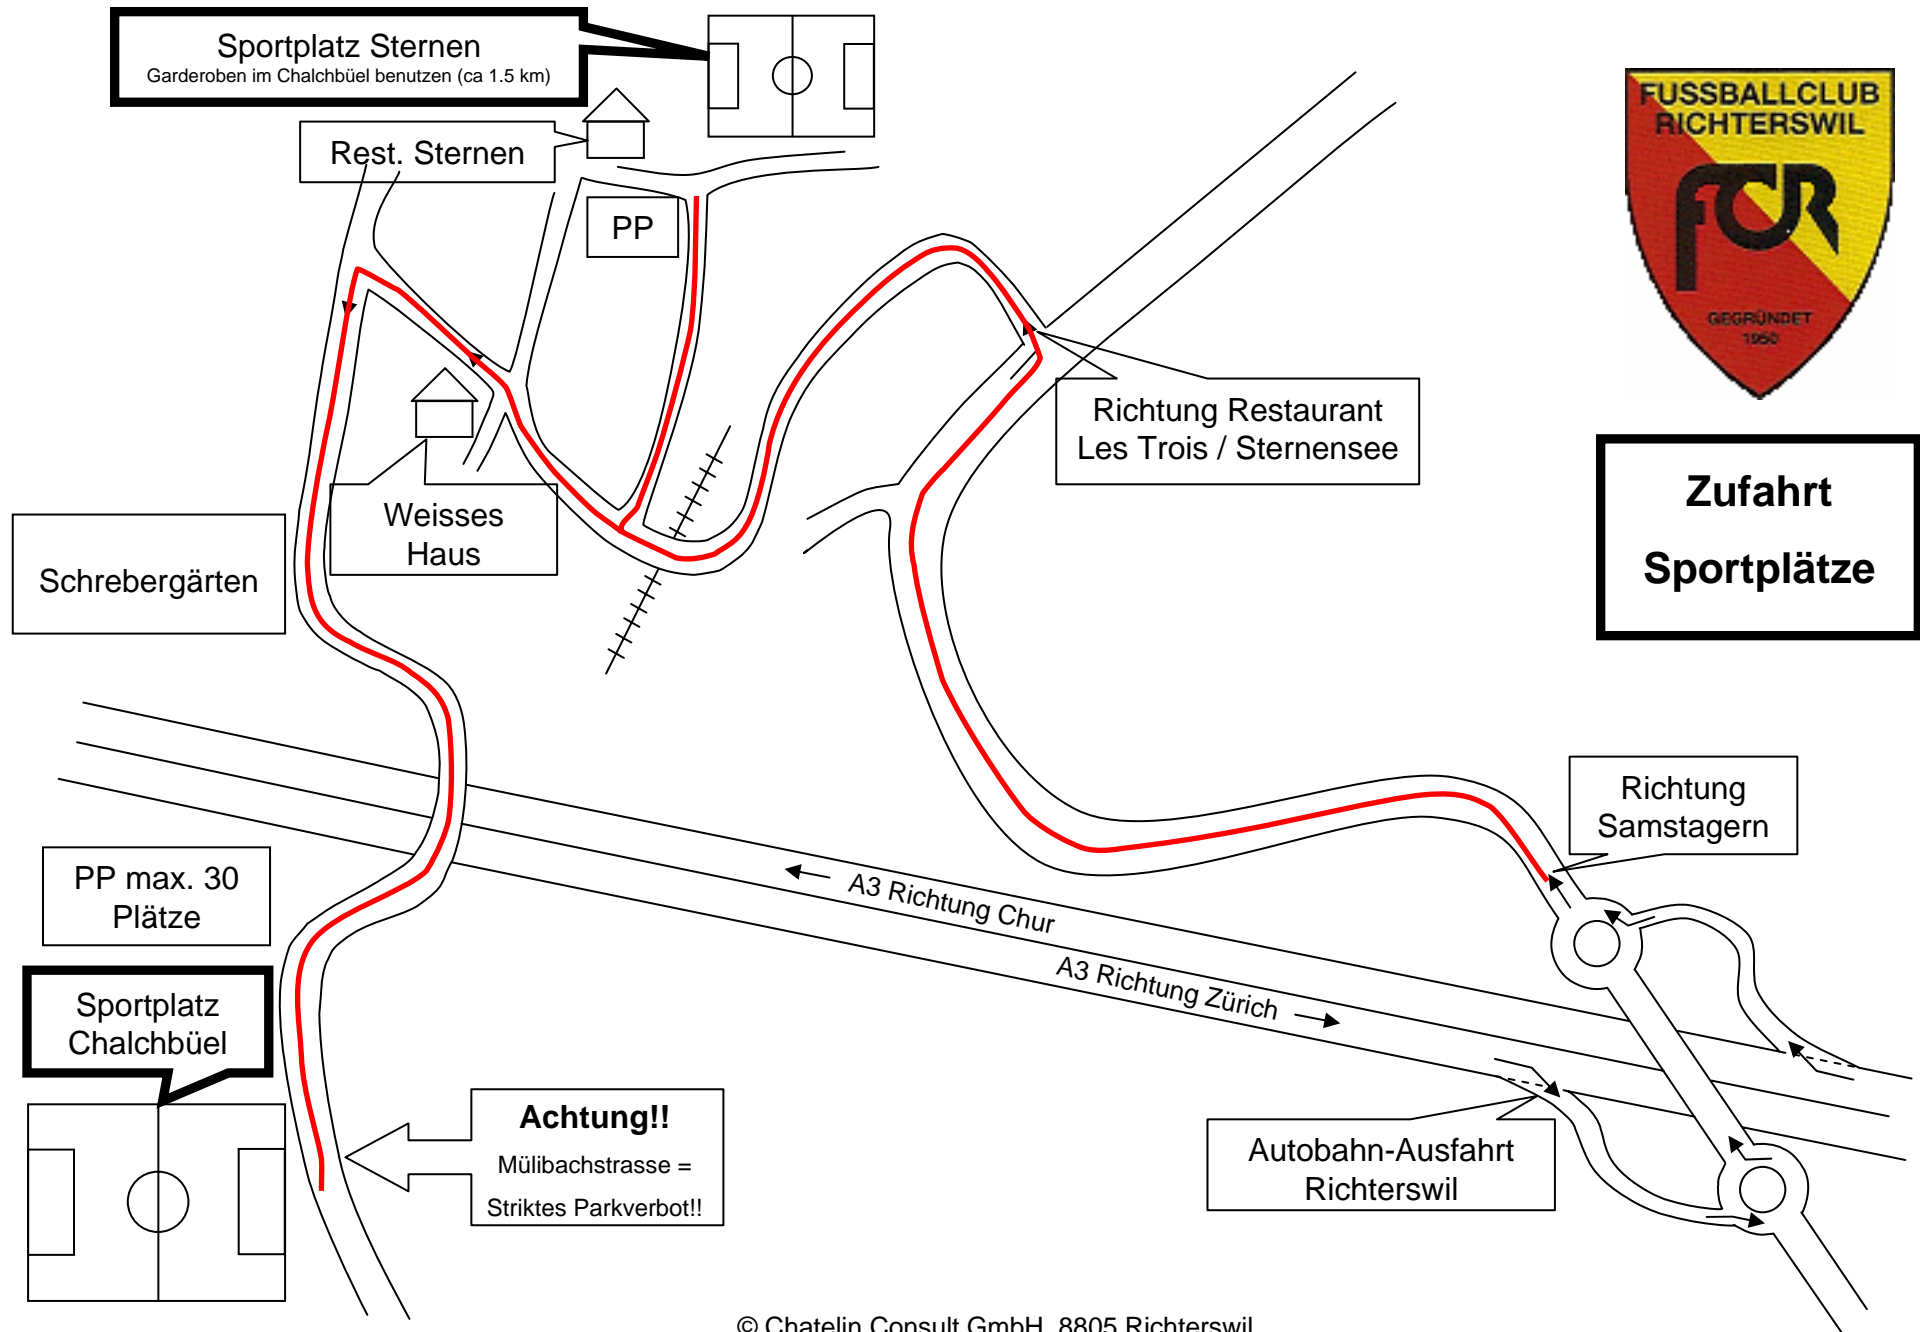 Sportplatz Sternen
Garderoben im Chalchbüel benutzen (ca 1.5 km)
Rest. Sternen
PP
FUSSBALLCLUB
RICHTERSWIL
FCR
GEGRÜNDET
1950
Richtung Restaurant
Les Trois / Sternensee
Zufahrt
Sportplätze
Weisses
Haus
Schrebergärten
Richtung
Samstagern
PP max. 30
Plätze
A3 Richtung Chur
A3 Richtung Zürich
Sportplatz
Chalchbüel
Achtung!!
Mülibachstrasse =
Striktes Parkverbot!!
Autobahn-Ausfahrt
Richterswil
© Chatelin Consult GmbH, 8805 Richterswil